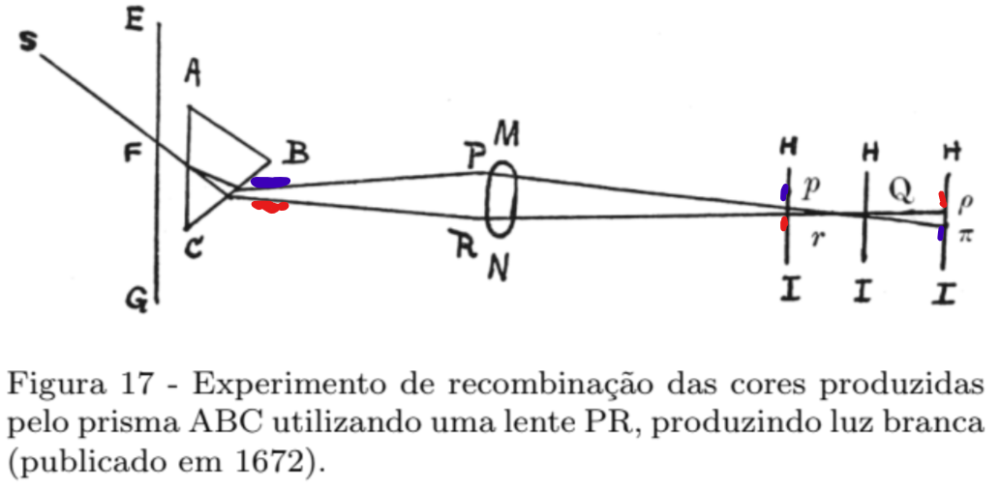 E
S
A
F
B
P
M
H
H
H
p
Q
ρ
C
R
r
π
N
G
I
I
I
Figura 17 - Experimento de recombinação das cores produzidas
pelo prisma ABC utilizando uma lente PR, produzindo luz branca
(publicado em 1672).